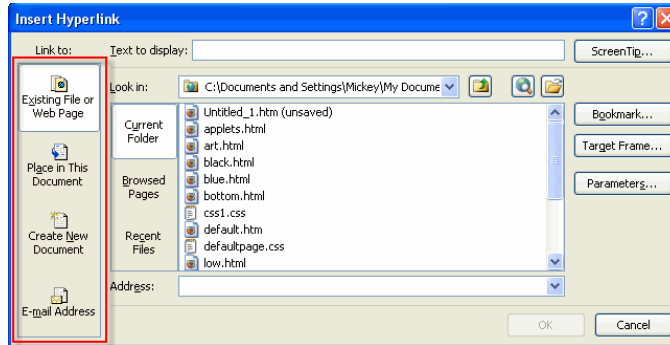 Insert Hyperlink
Link to:
Text to display:
ScreenTip...
Existing File or
Web Page
Place in This
Document
Create New
Document
E-mail Address
Look in:
C:\Documents and Settings\Mickey\My Docume
Current
Folder
Browsed
Pages
Recent
Files
Untitled_1.htm (unsaved)
applets.html
art.html
black.html
blue.html
bottom.html
css1.css
default.htm
defaultpage.css
low.html
Address:
Bookmark...
Target Frame...
Parameters...
OK
Cancel